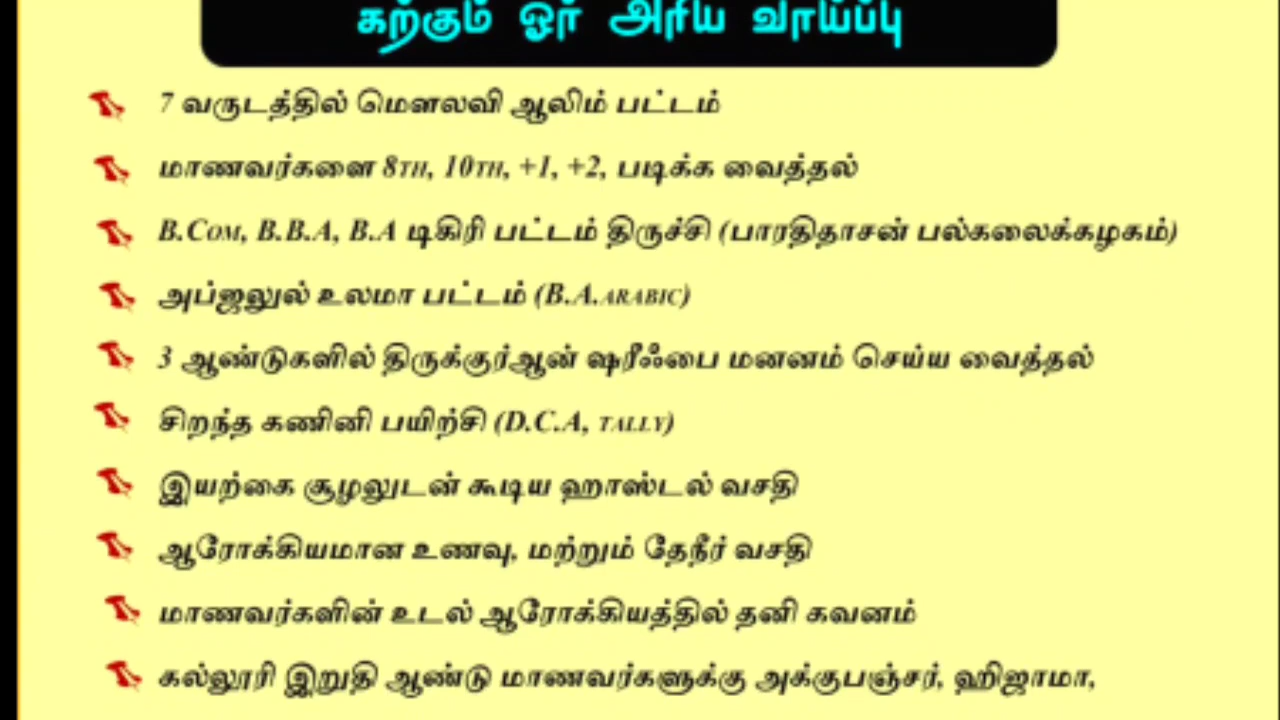 கற்கும் ஓர் அரிய வாய்ப்பு
7 வருடத்தில் மௌலவி ஆலிம் பட்டம்
மாணவர்களை 8TH, 10TH, +1, +2, படிக்க வைத்தல்
B.COM, B.B.A, B.A டிகிரி பட்டம் திருச்சி (பாரதிதாசன் பல்கலைக்கழகம்)
அப்ஜலுல் உலமா பட்டம் (B.A.ARABIC)
3 ஆண்டுகளில் திருக்குர்ஆன் ஷரீஃபை மனனம் செய்ய வைத்தல்
சிறந்த கணினி பயிற்சி (D.C.A, TALLY)
இயற்கை சூழலுடன் கூடிய ஹாஸ்டல் வசதி
ஆரோக்கியமான உணவு, மற்றும் தேநீர் வசதி
மாணவர்களின் உடல் ஆரோக்கியத்தில் தனி கவனம்
கல்லூரி இறுதி ஆண்டு மாணவர்களுக்கு அக்குபஞ்சர், ஹிஜாமா,